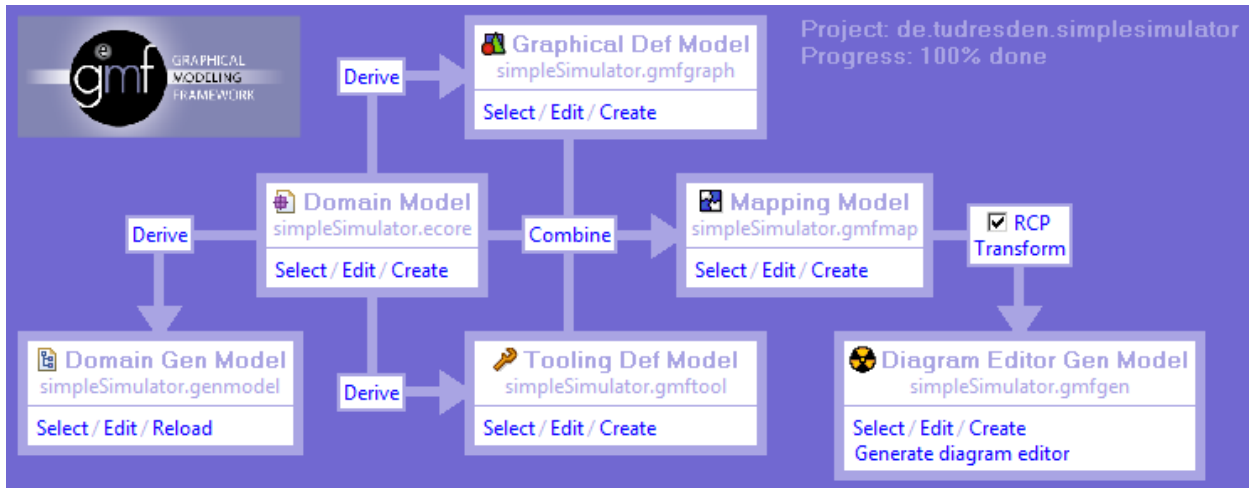 e
gmf
GRAPHICAL
MODELING
FRAMEWORK
Project: de.tudresden.simplesimulator
Progress: 100% done
Graphical Def Model
simpleSimulator.gmfgraph
Select / Edit / Create
Derive
Domain Model
simpleSimulator.ecore
Select / Edit / Create
Derive
Combine
Mapping Model
simpleSimulator.gmfmap
Select / Edit / Create
RCP
Transform
Domain Gen Model
simpleSimulator.genmodel
Select / Edit / Reload
Derive
Tooling Def Model
simpleSimulator.gmftool
Select / Edit / Create
Diagram Editor Gen Model
simpleSimulator.gmfgen
Select / Edit / Create
Generate diagram editor